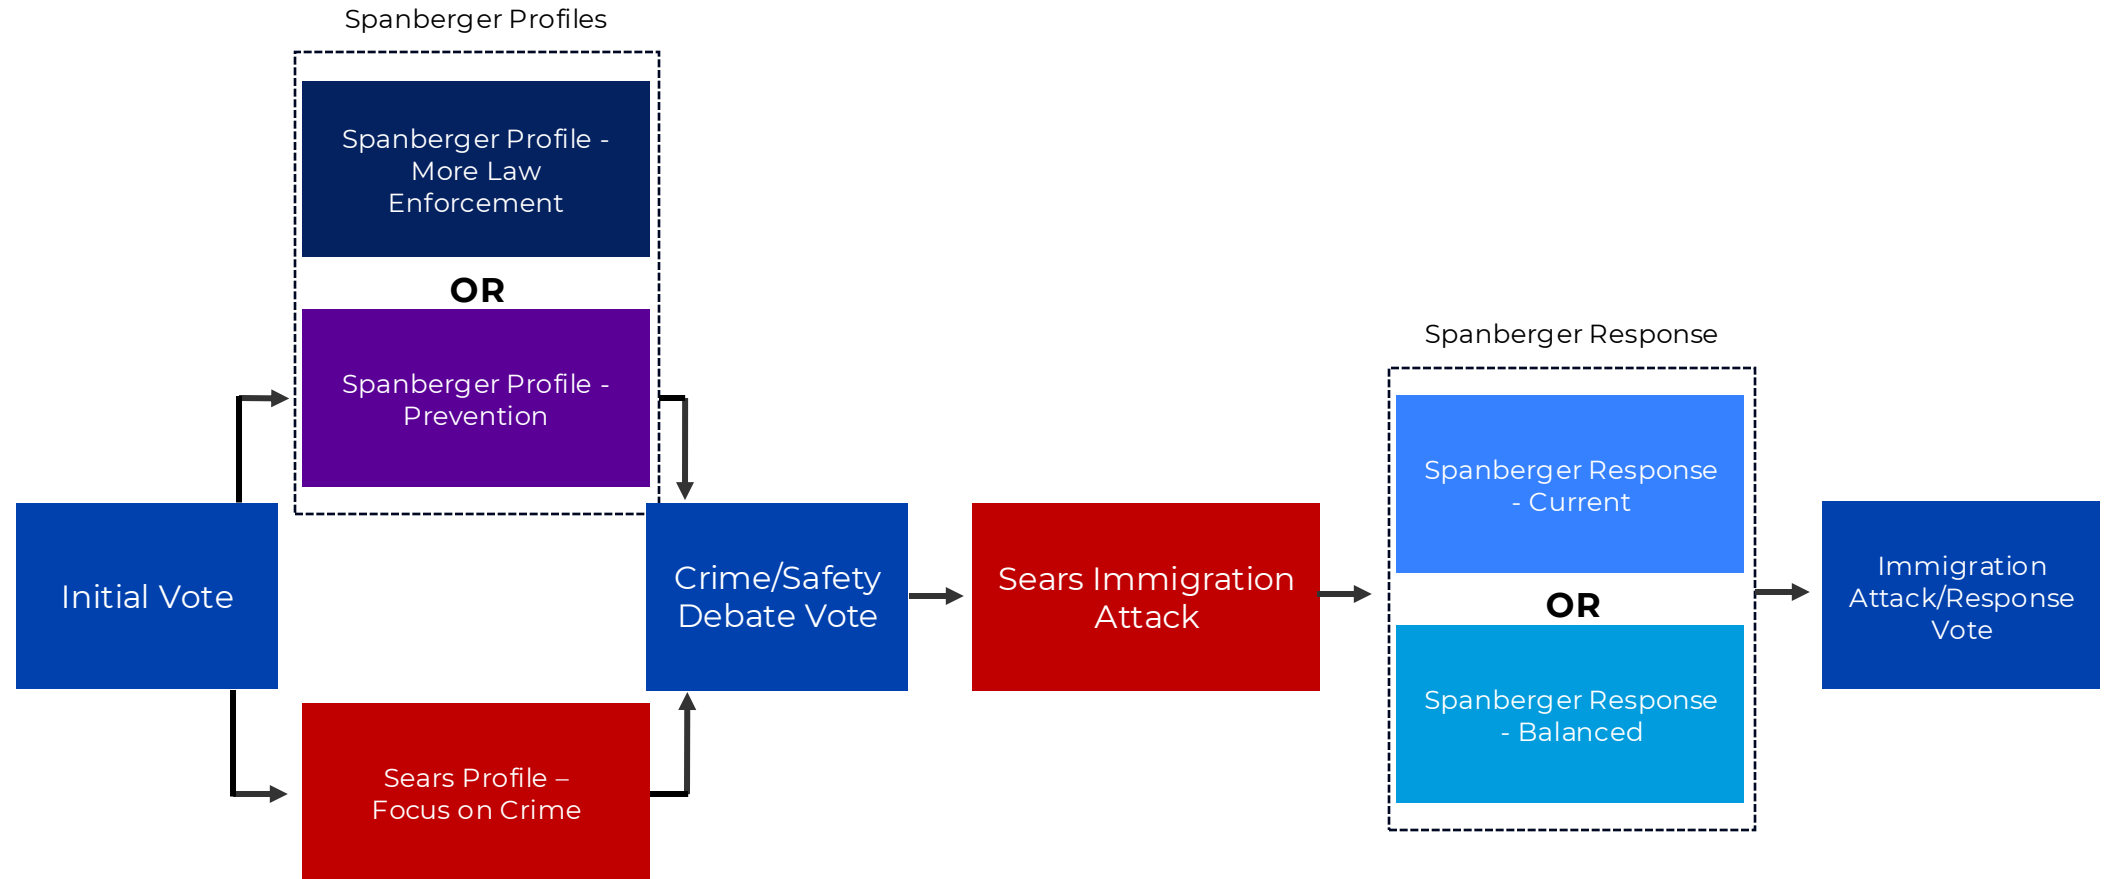 Spanberger Profiles
Spanberger Profile -
More Law
Enforcement
OR
Spanberger Profile -
Prevention
Initial Vote
Sears Profile –
Focus on Crime
Crime/Safety
Debate Vote
Sears Immigration
Attack
Spanberger Response
Spanberger Response
- Current
OR
Spanberger Response
- Balanced
Immigration
Attack/Response
Vote